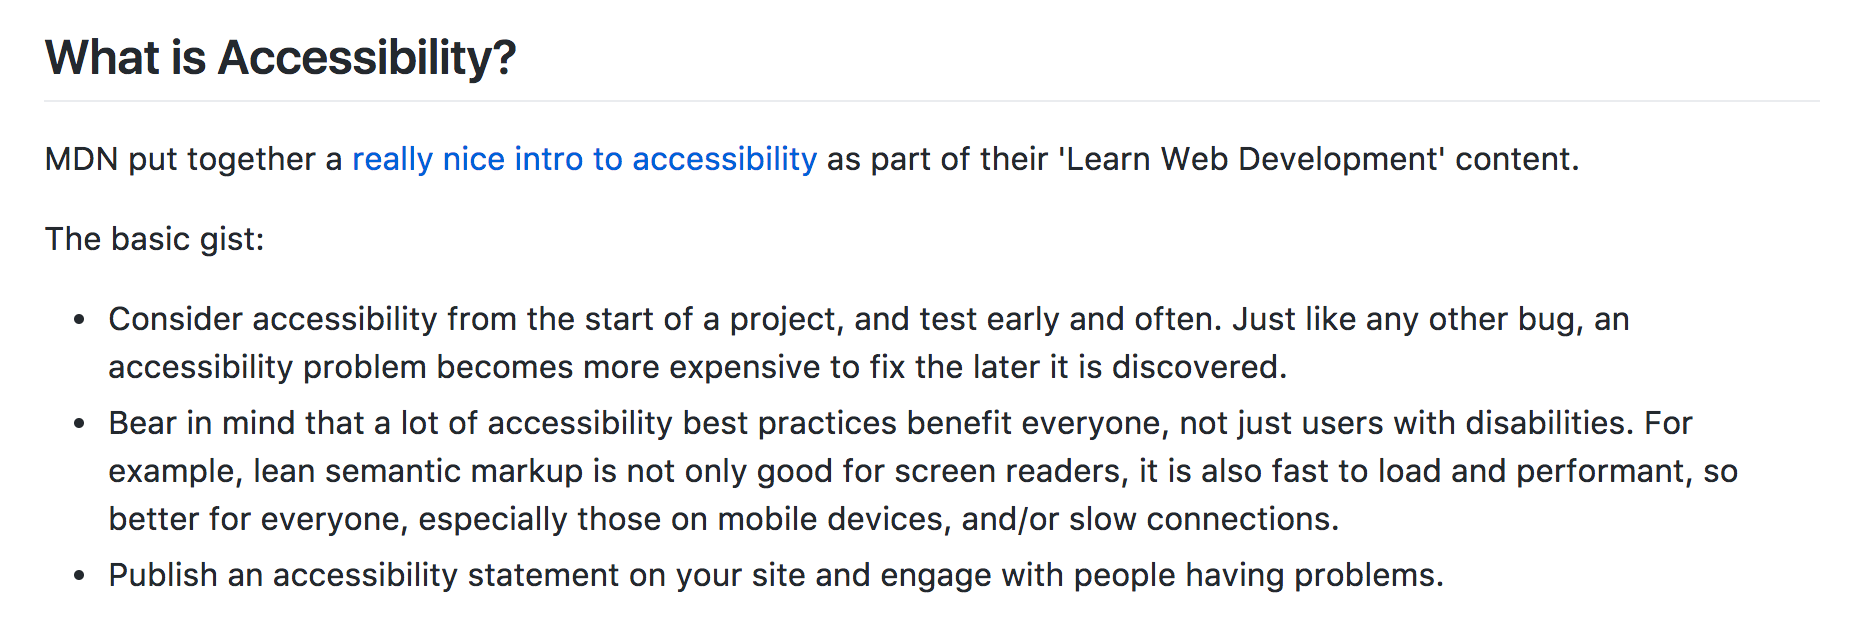 What is Accessibility?
MDN put together a really nice intro to accessibility as part of their 'Learn Web Development' content.
The basic gist:
• Consider accessibility from the start of a project, and test early and often. Just like any other bug, an
accessibility problem becomes more expensive to fix the later it is discovered.
• Bear in mind that a lot of accessibility best practices benefit everyone, not just users with disabilities. For
example, lean semantic markup is not only good for screen readers, it is also fast to load and performant, so
better for everyone, especially those on mobile devices, and/or slow connections.
• Publish an accessibility statement on your site and engage with people having problems.